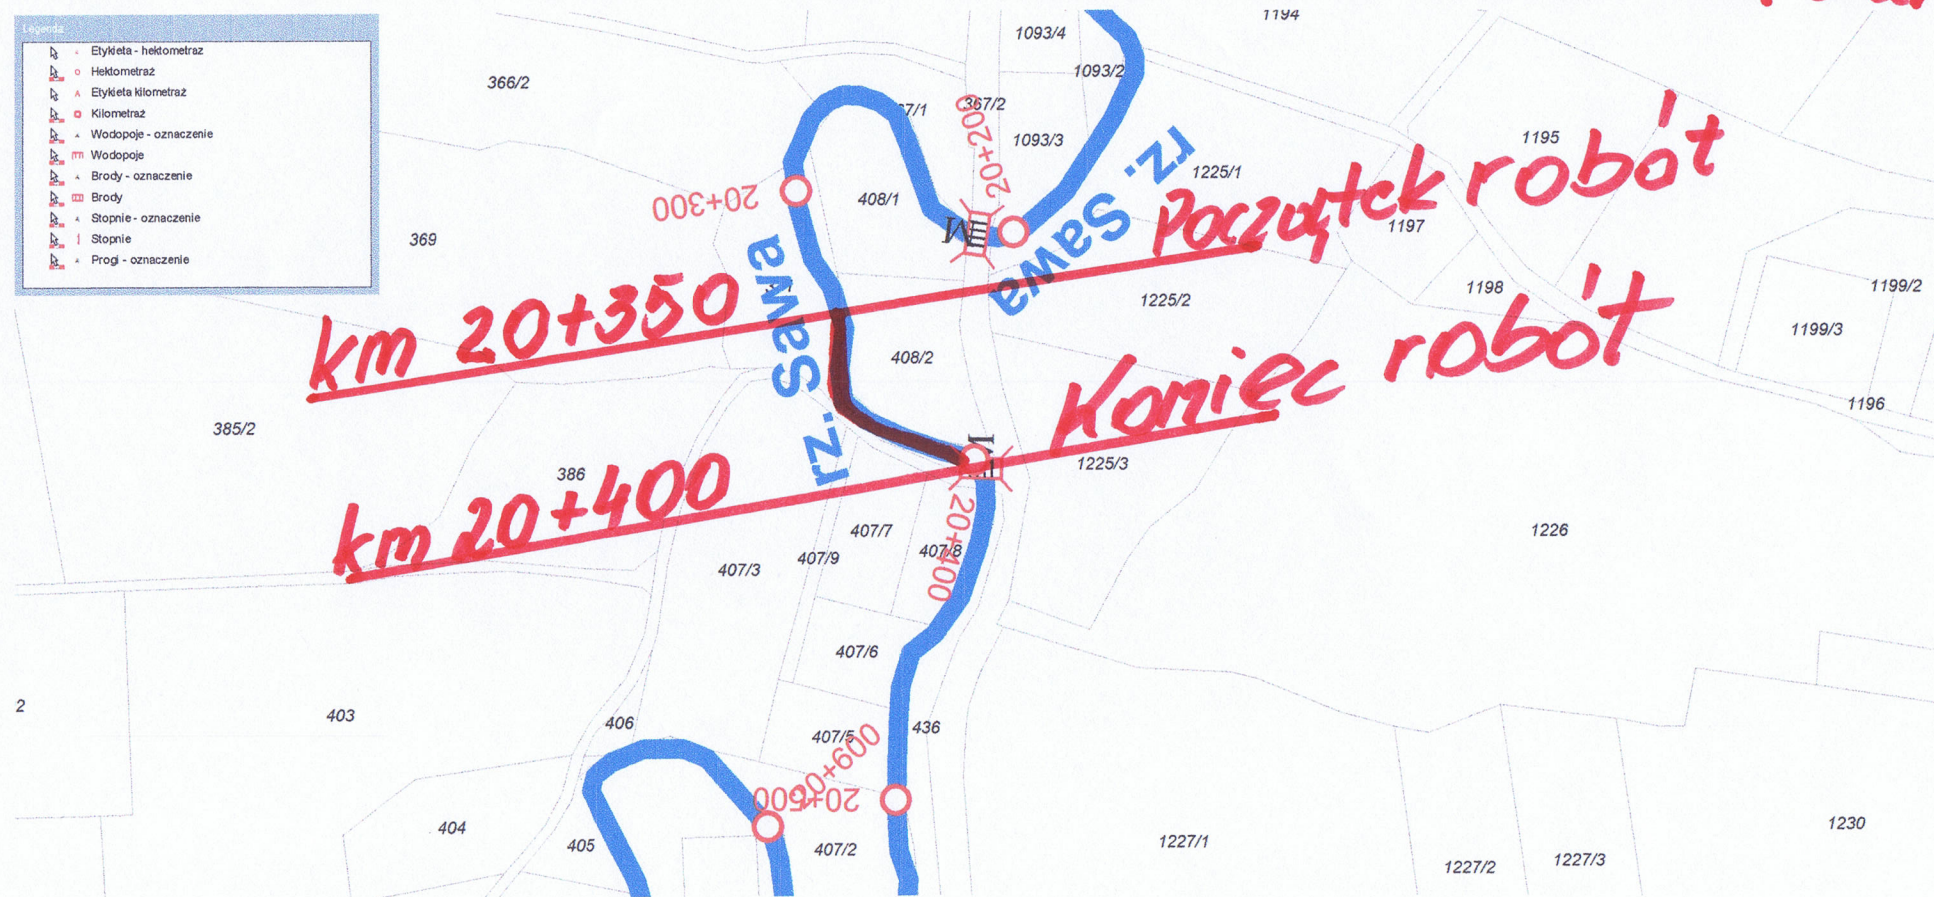 Legenda
Etykieta - hektometraz
Hektometraż
Etykieta kilometraż
Kilometraż
Wodopoje - oznaczenie
Wodopoje
Brody - oznaczenie
Brody
Stopnie - oznaczenie
Stopnie
Progi - oznaczenie
1093/4
1194
366/2
1093/2
367/2
20+200
1093/3
1195
rz. Sawa
1225/1
Początek robót
20+300
408/1
M
1197
369
km 20+350
rz. Sawa
1225/2
1198
1199/2
1199/3
408/2
Koniec robót
1196
385/2
386
km 20+400
M
1225/3
20+400
407/7
407/9
407/8
407/3
1226
407/6
2
403
406
407/5
436
20+600
20+500
404
405
407/2
1227/1
1227/2
1227/3
1230